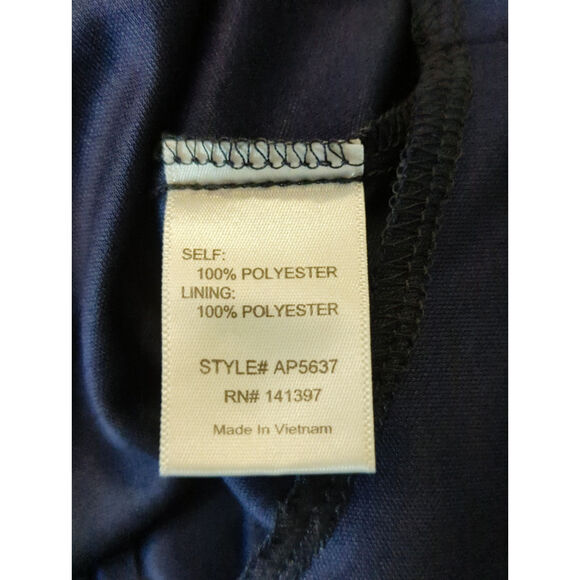 SELF:
100% POLYESTER
LINING:
100% POLYESTER
STYLE# AP5637
RN# 141397
Made In Vietnam